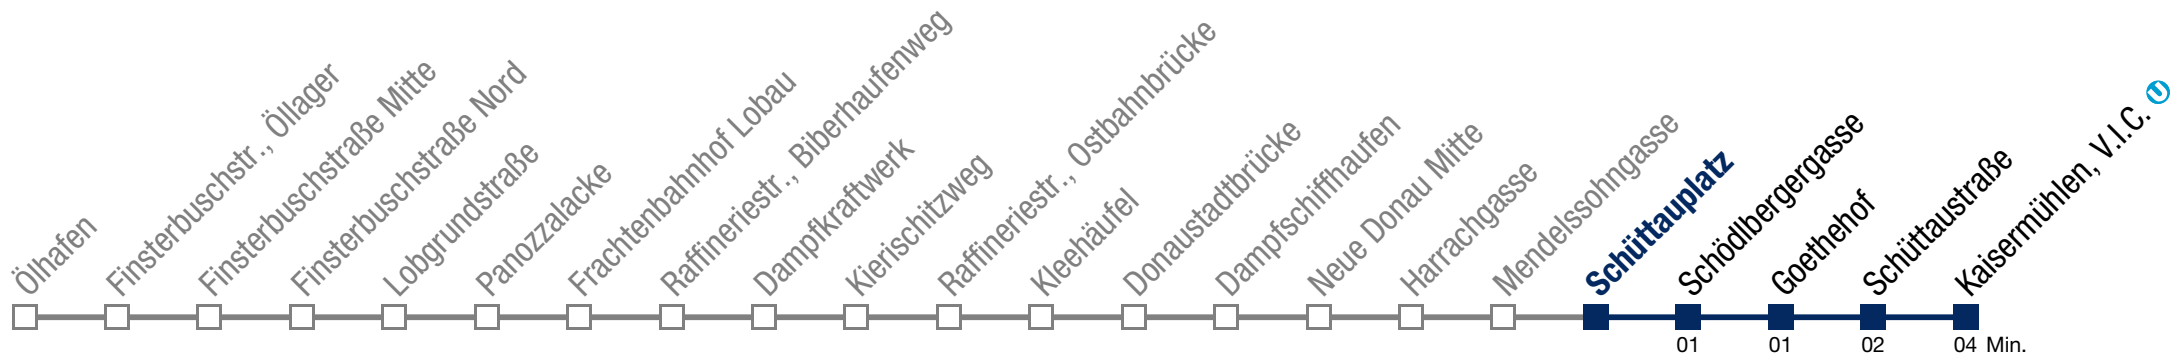 Ölhafen
Finsterbuschstr., Öllager
Finsterbuschstraße Mitte
Finsterbuschstraße Nord
Lobgrundstraße
Panozzalacke
Frachtenbahnhof Lobau
Raffineriestr., Biberhaufenweg
Dampfkraftwerk
Kierischitzweg
Raffineriestr., Ostbahnbrücke
Kleehäufel
Donaustadtbrücke
Dampfschiffhaufen
Neue Donau Mitte
Harrachgasse
Mendelssohngasse
Schüttauplatz
Schödlbergergasse
Goethehof
Schüttaustraße
Kaisermühlen, V.I.C. U
01 01 02 04 Min.